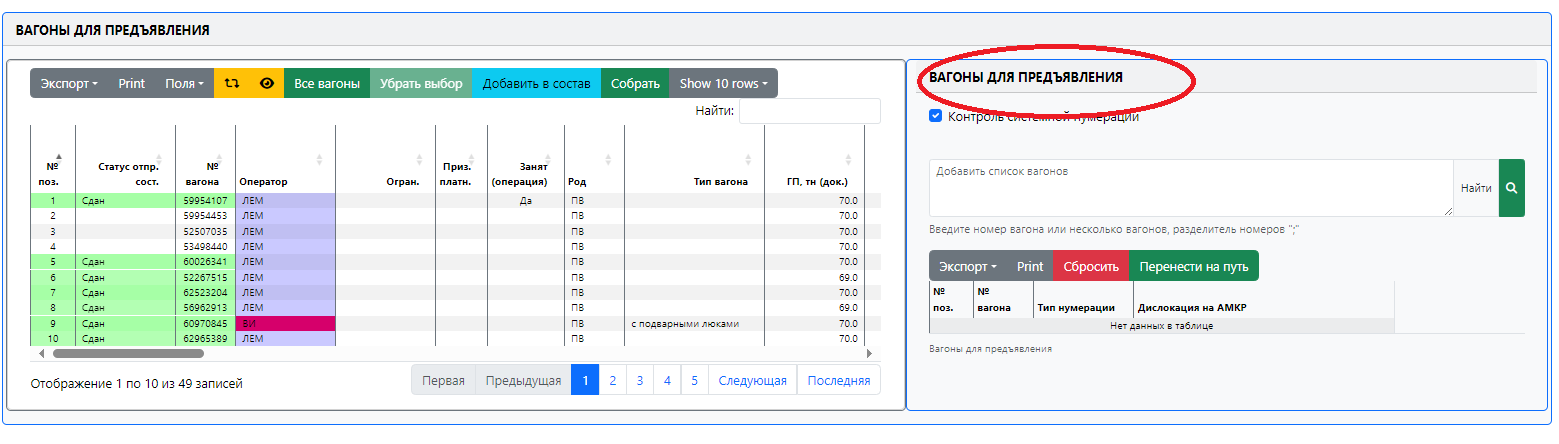 ВАГОНЫ ДЛЯ ПРЕДЪЯВЛЕНИЯ
Экспорт Print Поля Все вагоны Убрать выбор Добавить в состав Собрать Show 10 rows
Найти:
№ поз. Статус отпр. сост. № вагона Оператор Огран. Приз. платн. Занят (операция) Род Тип вагона ГП, тн (док.)
1 Сдан 59954107 ЛЕМ Да ПВ 70.0
2 59954453 ЛЕМ ПВ 70.0
3 52507035 ЛЕМ ПВ 70.0
4 53498440 ЛЕМ ПВ 70.0
5 Сдан 60026341 ЛЕМ ПВ 70.0
6 Сдан 52267515 ЛЕМ ПВ 69.0
7 Сдан 62523204 ЛЕМ ПВ 70.0
8 Сдан 56962913 ЛЕМ ПВ 69.0
9 Сдан 60970845 ВИ ПВ с подварными люками 70.0
10 Сдан 62965389 ЛЕМ ПВ 70.0
Отображение 1 по 10 из 49 записей
Первая Предыдущая 1 2 3 4 5 Следующая Последняя
ВАГОНЫ ДЛЯ ПРЕДЪЯВЛЕНИЯ
Контроль системной нумерации
Добавить список вагонов
Найти
Введите номер вагона или несколько вагонов, разделитель номеров ";"
Экспорт Print Сбросить Перенести на путь
№ поз. № вагона Тип нумерации Дислокация на АМКР
Нет данных в таблице
Вагоны для предъявления